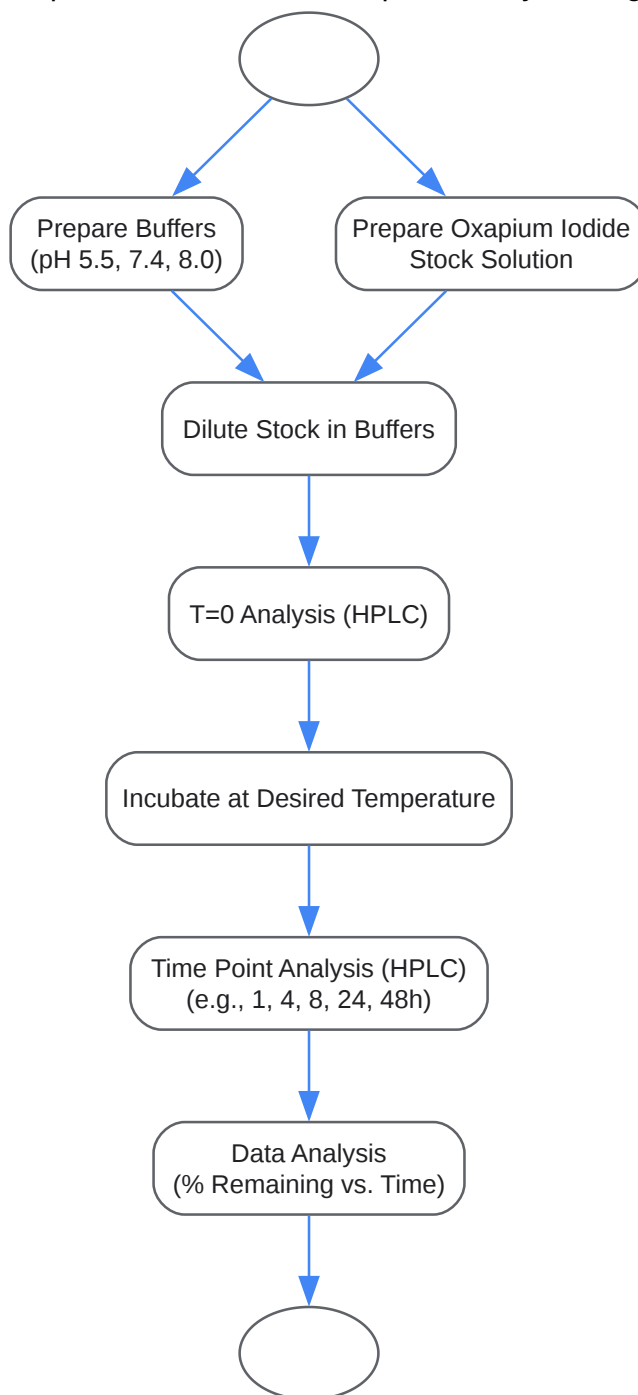 Prepare Buffers
(pH 5.5, 7.4, 8.0)
Prepare Oxapium Iodide
Stock Solution
Dilute Stock in Buffers
T=0 Analysis (HPLC)
Incubate at Desired Temperature
Time Point Analysis (HPLC)
(e.g., 1, 4, 8, 24, 48h)
Data Analysis
(% Remaining vs. Time)